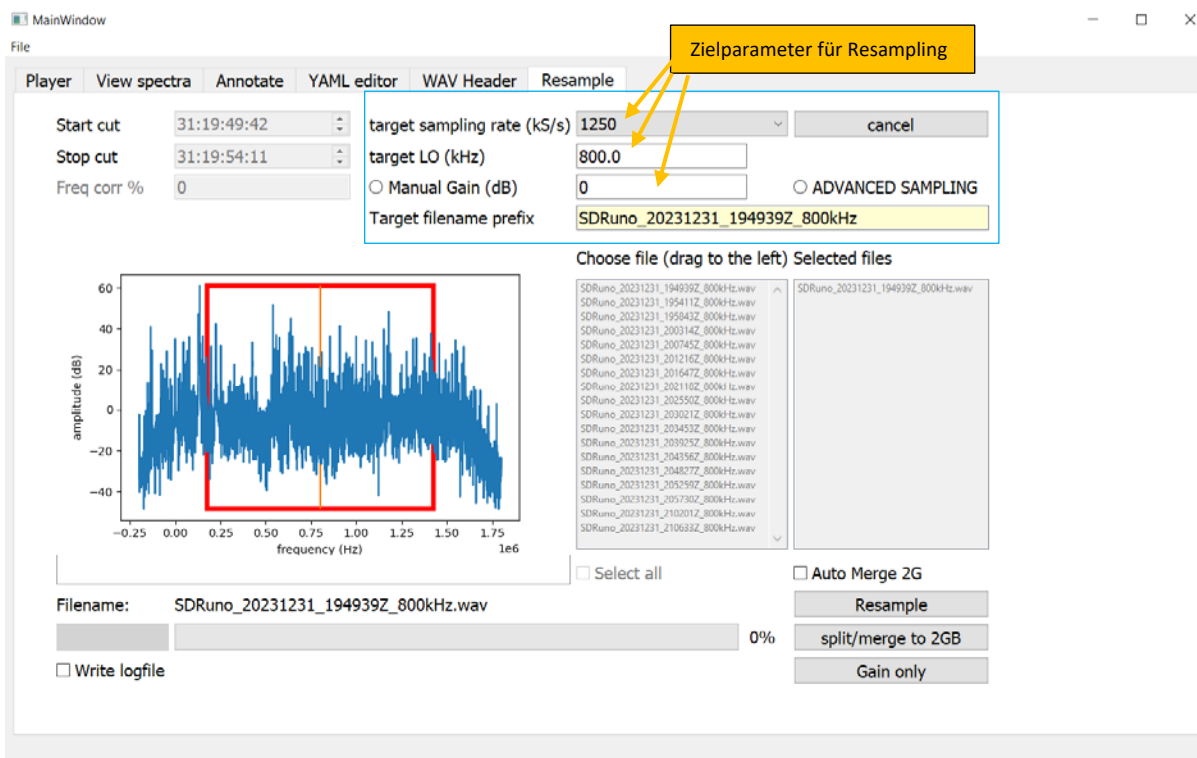 MainWindow
File
Zielparameter für Resampling
Player View spectra Annotate YAML editor WAV Header Resample
Start cut 31:19:49:42 target sampling rate (kS/s) 1250 cancel
Stop cut 31:19:54:11 target LO (kHz) 800.0
Freq corr % 0 Manual Gain (dB) 0 ADVANCED SAMPLING
Target filename prefix SDRuno_20231231_194939Z_800kHz
Choose file (drag to the left) Selected files
SDRuno_20231231_194939Z_800kHz.wav SDRuno_20231231_194939Z_800kHz.wav
SDRuno_20231231_195411Z_800kHz.wav
SDRuno_20231231_195843Z_800kHz.wav
SDRuno_20231231_200314Z_800kHz.wav
SDRuno_20231231_200745Z_800kHz.wav
SDRuno_20231231_201216Z_800kHz.wav
SDRuno_20231231_201647Z_800kHz.wav
SDRuno_20231231_202118Z_800kHz.wav
SDRuno_20231231_202550Z_800kHz.wav
SDRuno_20231231_203021Z_800kHz.wav
SDRuno_20231231_203453Z_800kHz.wav
SDRuno_20231231_203925Z_800kHz.wav
SDRuno_20231231_204356Z_800kHz.wav
SDRuno_20231231_204827Z_800kHz.wav
SDRuno_20231231_205259Z_800kHz.wav
SDRuno_20231231_205730Z_800kHz.wav
SDRuno_20231231_210201Z_800kHz.wav
SDRuno_20231231_210633Z_800kHz.wav
60
40
20
0
−20
−40
amplitude (dB)
−0.25 0.00 0.25 0.50 0.75 1.00 1.25 1.50 1.75
frequency (Hz) 1e6
Select all Auto Merge 2G
Filename: SDRuno_20231231_194939Z_800kHz.wav Resample
0% split/merge to 2GB
Write logfile Gain only